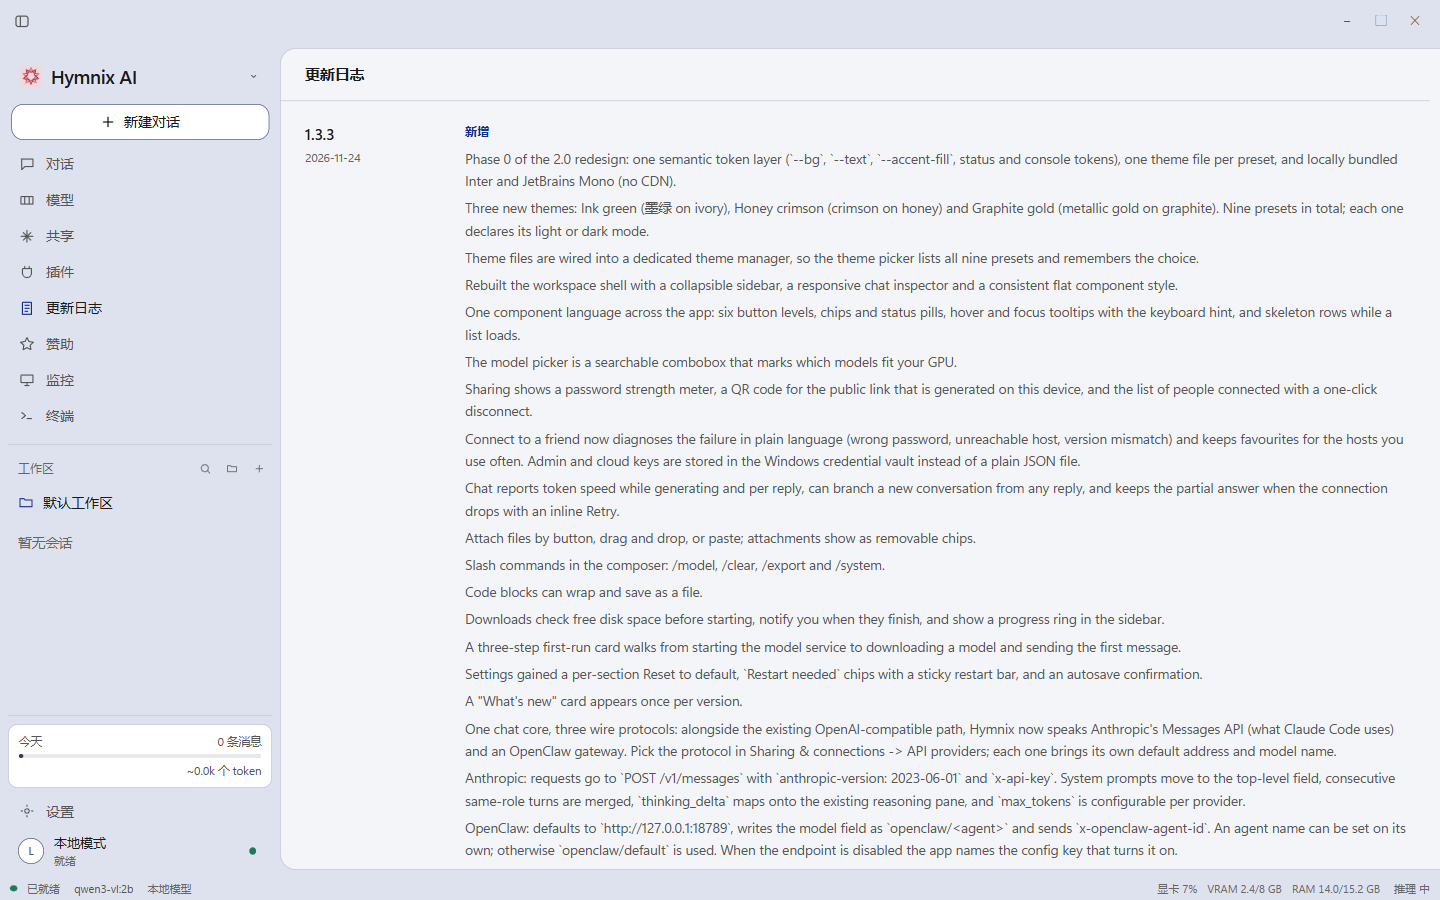 Hymnix AI
新建对话
对话
模型
共享
插件
更新日志
赞助
监控
终端
工作区
默认工作区
暂无会话
今天
0 条消息
~0.0k 个 token
设置
L
本地模式
就绪
更新日志
1.3.3
2026-11-24
新增
Phase 0 of the 2.0 redesign: one semantic token layer (`--bg`, `--text`, `--accent-fill`, status and console tokens), one theme file per preset, and locally bundled
Inter and JetBrains Mono (no CDN).
Three new themes: Ink green (墨绿 on ivory), Honey crimson (crimson on honey) and Graphite gold (metallic gold on graphite). Nine presets in total; each one
declares its light or dark mode.
Theme files are wired into a dedicated theme manager, so the theme picker lists all nine presets and remembers the choice.
Rebuilt the workspace shell with a collapsible sidebar, a responsive chat inspector and a consistent flat component style.
One component language across the app: six button levels, chips and status pills, hover and focus tooltips with the keyboard hint, and skeleton rows while a
list loads.
The model picker is a searchable combobox that marks which models fit your GPU.
Sharing shows a password strength meter, a QR code for the public link that is generated on this device, and the list of people connected with a one-click
disconnect.
Connect to a friend now diagnoses the failure in plain language (wrong password, unreachable host, version mismatch) and keeps favourites for the hosts you
use often. Admin and cloud keys are stored in the Windows credential vault instead of a plain JSON file.
Chat reports token speed while generating and per reply, can branch a new conversation from any reply, and keeps the partial answer when the connection
drops with an inline Retry.
Attach files by button, drag and drop, or paste; attachments show as removable chips.
Slash commands in the composer: /model, /clear, /export and /system.
Code blocks can wrap and save as a file.
Downloads check free disk space before starting, notify you when they finish, and show a progress ring in the sidebar.
A three-step first-run card walks from starting the model service to downloading a model and sending the first message.
Settings gained a per-section Reset to default, `Restart needed` chips with a sticky restart bar, and an autosave confirmation.
A "What's new" card appears once per version.
One chat core, three wire protocols: alongside the existing OpenAI-compatible path, Hymnix now speaks Anthropic's Messages API (what Claude Code uses)
and an OpenClaw gateway. Pick the protocol in Sharing & connections -> API providers; each one brings its own default address and model name.
Anthropic: requests go to `POST /v1/messages` with `anthropic-version: 2023-06-01` and `x-api-key`. System prompts move to the top-level field, consecutive
same-role turns are merged, `thinking_delta` maps onto the existing reasoning pane, and `max_tokens` is configurable per provider.
OpenClaw: defaults to `http://127.0.0.1:18789`, writes the model field as `openclaw/<agent>` and sends `x-openclaw-agent-id`. An agent name can be set on its
own; otherwise `openclaw/default` is used. When the endpoint is disabled the app names the config key that turns it on.
已就绪 qwen3-vl:2b 本地模型
显卡 7% VRAM 2.4/8 GB RAM 14.0/15.2 GB 推理 中